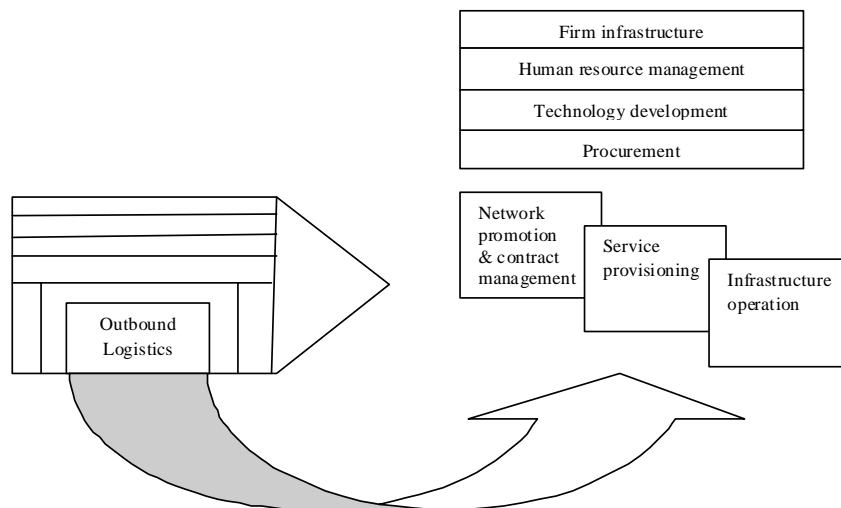 Firm infrastructure
Human resource management
Technology development
Procurement
Network
promotion
& contract
management
Service
provisioning
Infrastructure
operation
Outbound
Logistics